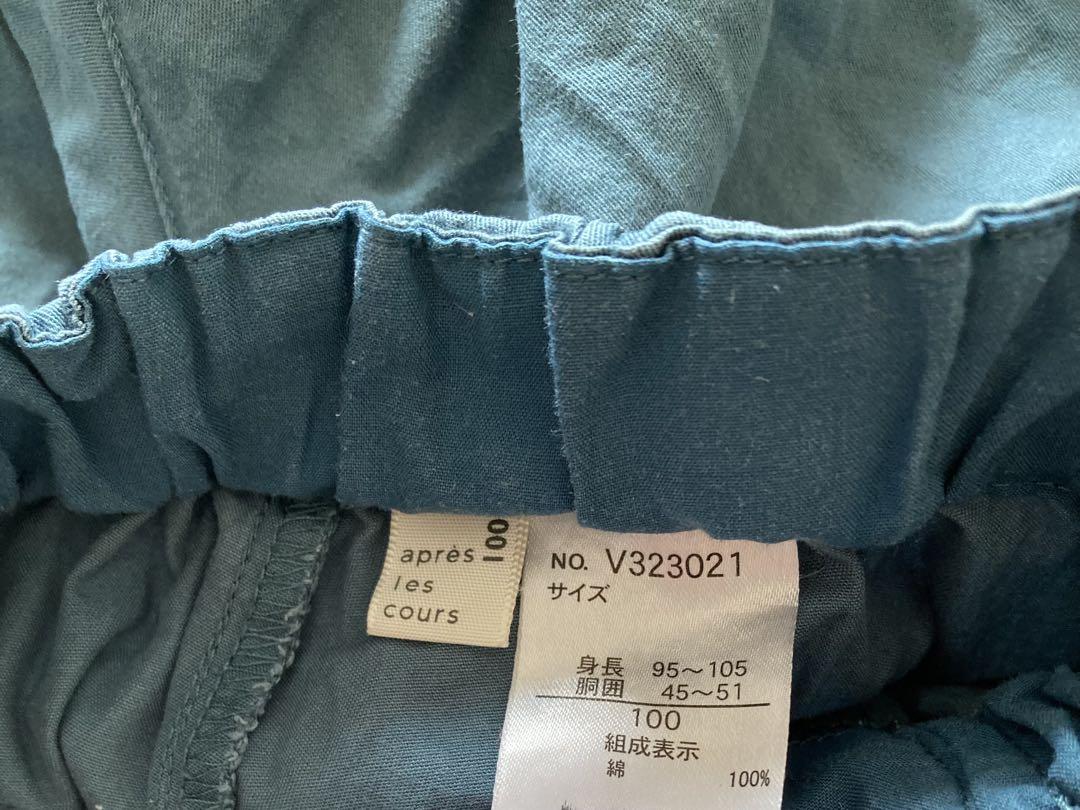 après
les
cours
100
NO. V323021
サイズ
身長 95～105
胴囲 45～51
100
組成表示
綿 100%